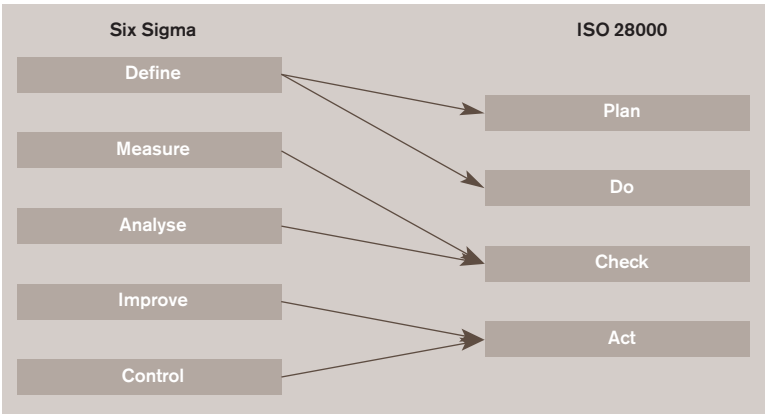 Six Sigma
ISO 28000
Define
Measure
Analyse
Improve
Control
Plan
Do
Check
Act